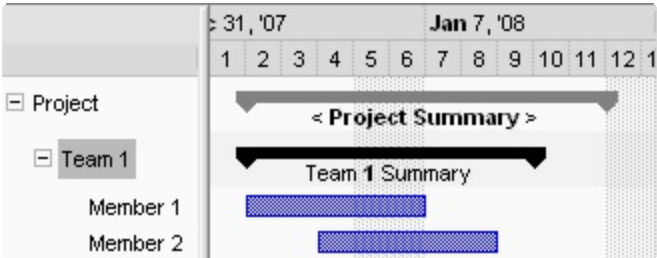 31, '07 Jan 7, '08
1 2 3 4 5 6 7 8 9 10 11 12 1
Project
< Project Summary >
Team 1
Team 1 Summary
Member 1
Member 2